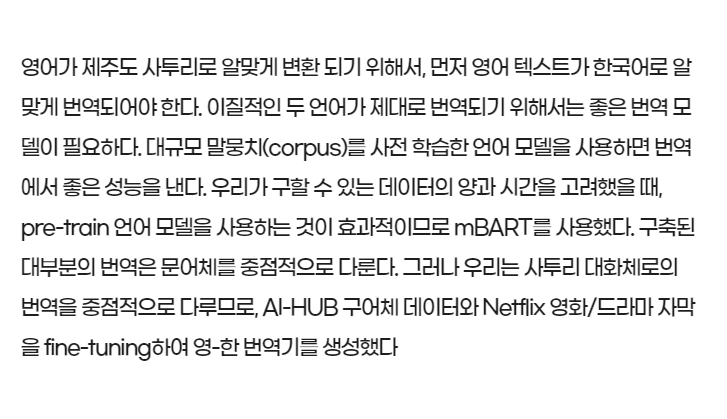 영어가 제주도 사투리로 알맞게 변환 되기 위해서, 먼저 영어 텍스트가 한국어로 알
맞게 번역되어야 한다. 이질적인 두 언어가 제대로 번역되기 위해서는 좋은 번역 모
델이 필요하다. 대규모 말뭉치(corpus)를 사전 학습한 언어 모델을 사용하면 번역
에서 좋은 성능을 낸다. 우리가 구할 수 있는 데이터의 양과 시간을 고려했을 때,
pre-train 언어 모델을 사용하는 것이 효과적이므로 mBART를 사용했다. 구축된
대부분의 번역은 문어체를 중점적으로 다룬다. 그러나 우리는 사투리 대화체로의
번역을 중점적으로 다루므로, AI-HUB 구어체 데이터와 Netflix 영화/드라마 자막
을 fine-tuning하여 영-한 번역기를 생성했다